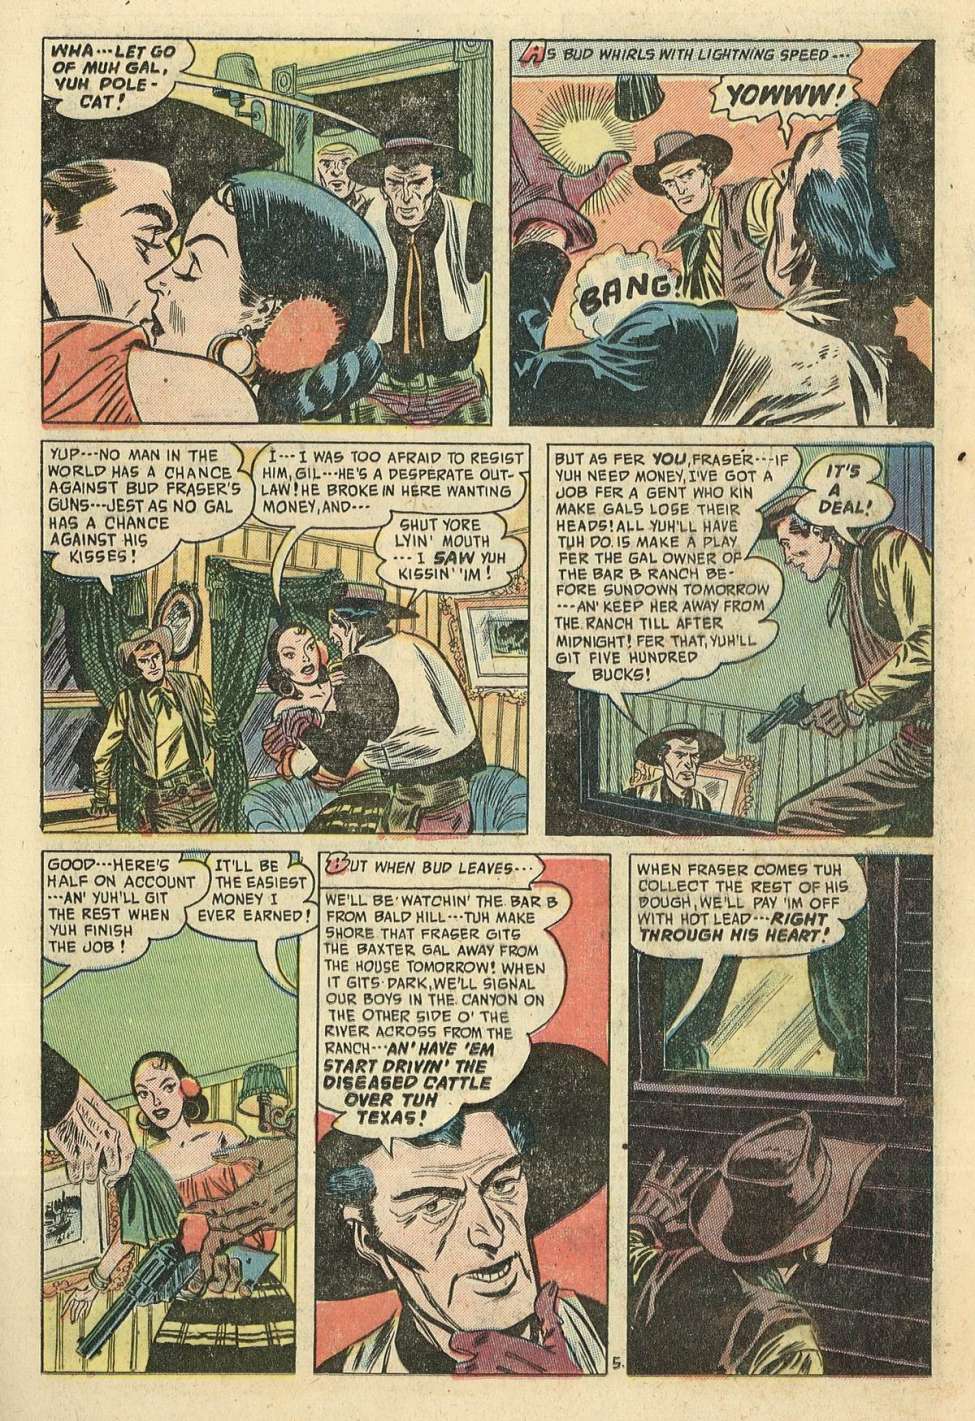 WHA---LET GO
OF MUH GAL,
YUH POLE-
CAT!
AS BUD WHIRLS WITH LIGHTNING SPEED---
YOWWW!
BANG!
YUP---NO MAN IN THE
WORLD HAS A CHANCE
AGAINST BUD FRASER'S
GUNS---JEST AS NO GAL
HAS A CHANCE
AGAINST HIS
KISSES!
I---I WAS TOO AFRAID TO RESIST
HIM, GIL---HE'S A DESPERATE OUT-
LAW! HE BROKE IN HERE WANTING
MONEY, AND---
SHUT YORE
LYIN' MOUTH
---I SAW YUH
KISSIN' 'IM!
BUT AS FER YOU, FRASER---IF
YUH NEED MONEY, I'VE GOT A
JOB FER A GENT WHO KIN
MAKE GALS LOSE THEIR
HEADS! ALL YUH'LL HAVE
TUH DO IS MAKE A PLAY
FER THE GAL OWNER OF
THE BAR B RANCH BE-
FORE SUNDOWN TOMORROW
---AN' KEEP HER AWAY FROM
THE RANCH TILL AFTER
MIDNIGHT! FER THAT, YUH'LL
GIT FIVE HUNDRED
BUCKS!
IT'S
A
DEAL!
GOOD---HERE'S
HALF ON ACCOUNT
---AN' YUH'LL GIT
THE REST WHEN
YUH FINISH
THE JOB!
IT'LL BE
THE EASIEST
MONEY I
EVER EARNED!
BUT WHEN BUD LEAVES---
WE'LL BE WATCHIN' THE BAR B
FROM BALD HILL---TUH MAKE
SHORE THAT FRASER GITS
THE BAXTER GAL AWAY FROM
THE HOUSE TOMORROW! WHEN
IT GITS DARK, WE'LL SIGNAL
OUR BOYS IN THE CANYON ON
THE OTHER SIDE O' THE
RIVER ACROSS FROM THE
RANCH---AN' HAVE 'EM
START DRIVIN' THE
DISEASED CATTLE
OVER TUH
TEXAS!
5.
WHEN FRASER COMES TUH
COLLECT THE REST OF HIS
DOUGH, WE'LL PAY 'IM OFF
WITH HOT LEAD---RIGHT
THROUGH HIS HEART!